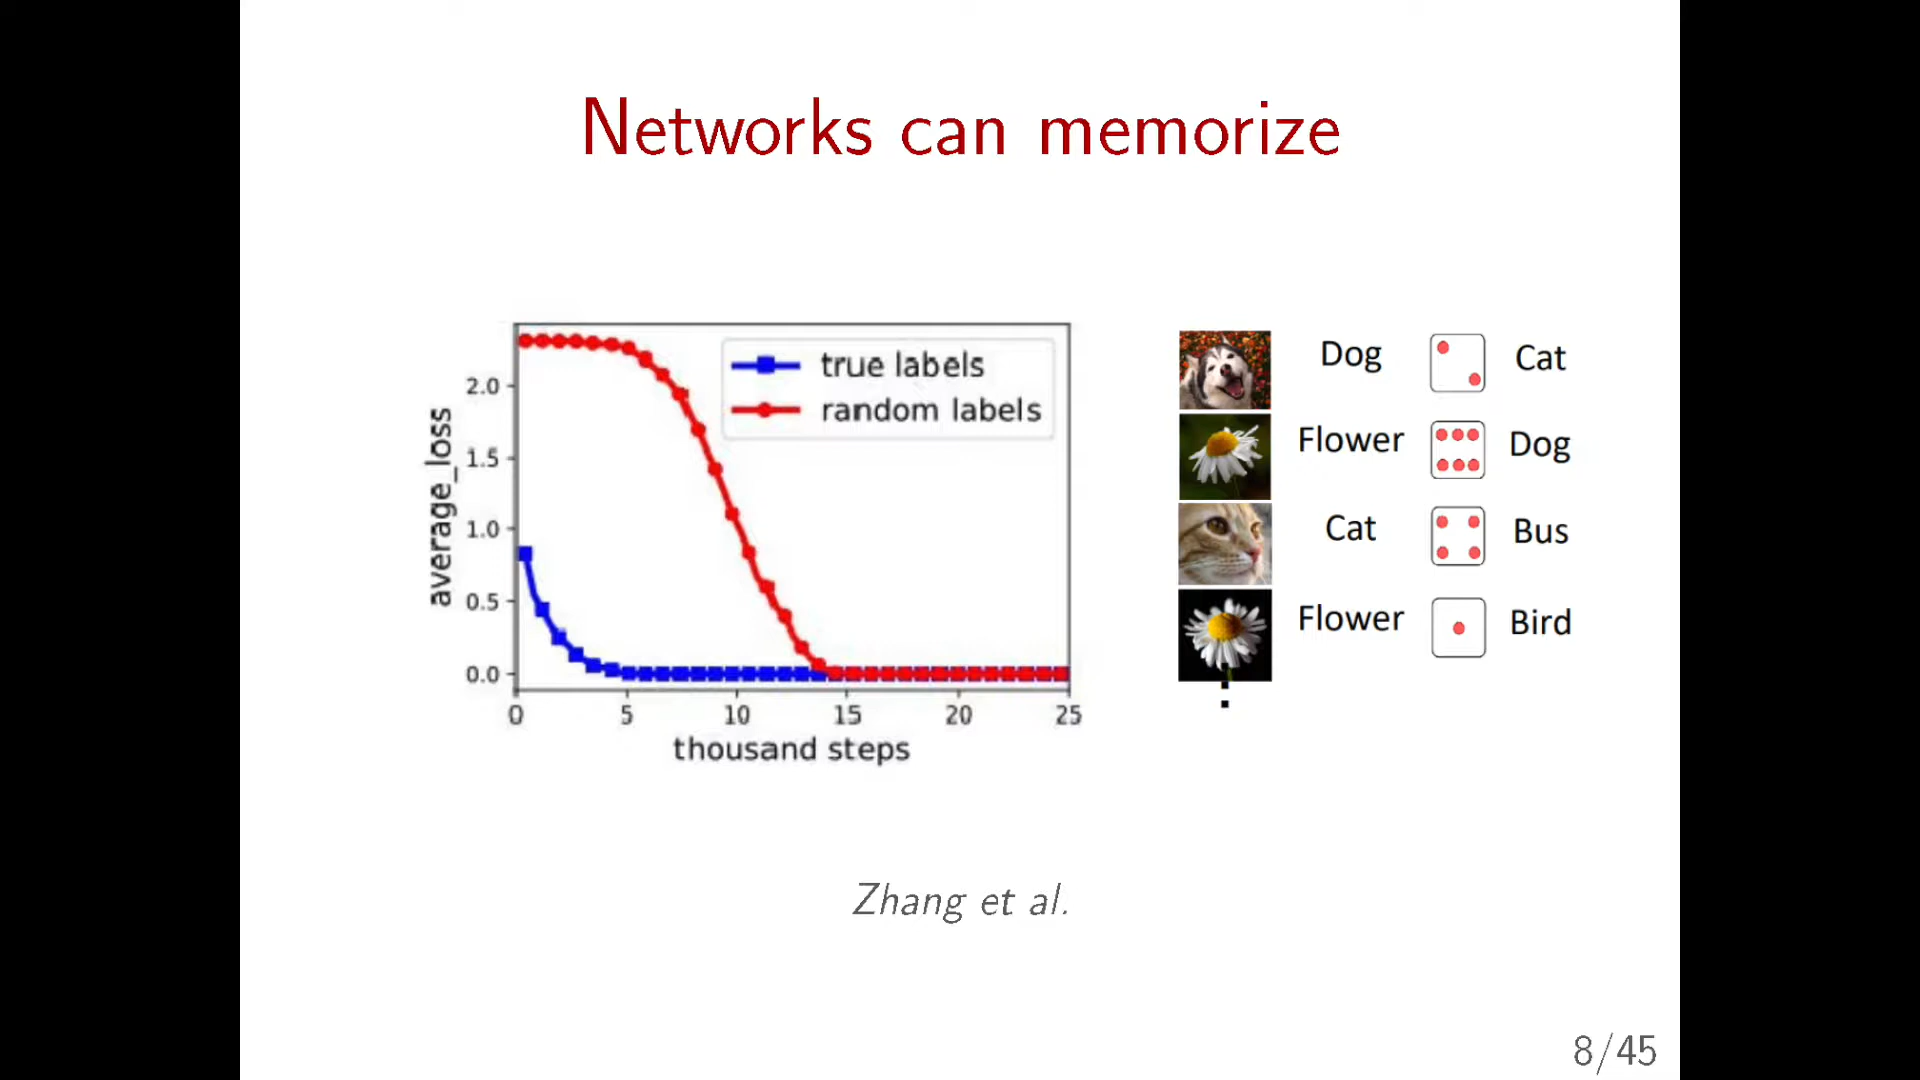 Networks can memorize
true labels
random labels
average_loss
2.0
1.5
1.0
0.5
0.0
0 5 10 15 20 25
thousand steps
Dog Cat
Flower Dog
Cat Bus
Flower Bird
Zhang et al.
8/45